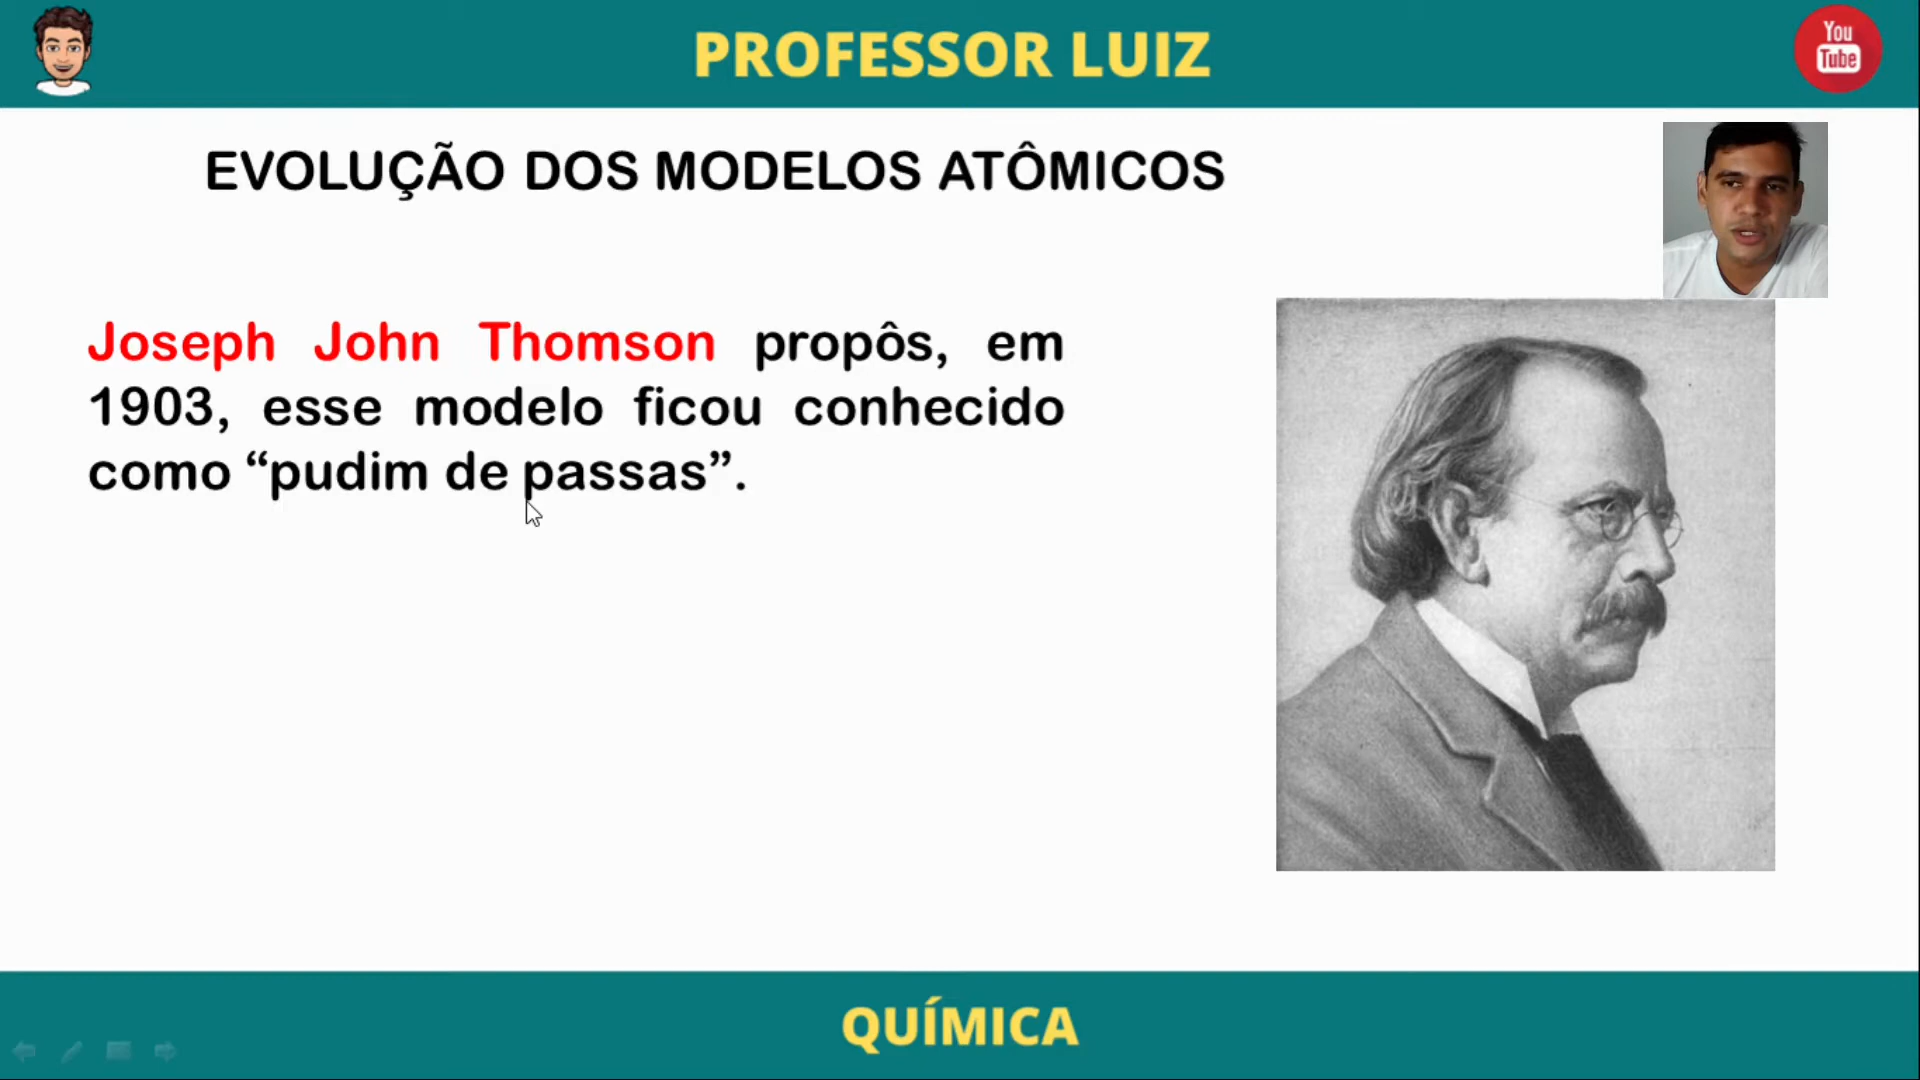 PROFESSOR LUIZ
You
Tube
EVOLUÇÃO DOS MODELOS ATÔMICOS
Joseph John Thomson propôs, em
1903, esse modelo ficou conhecido
como “pudim de passas”.
QUÍMICA